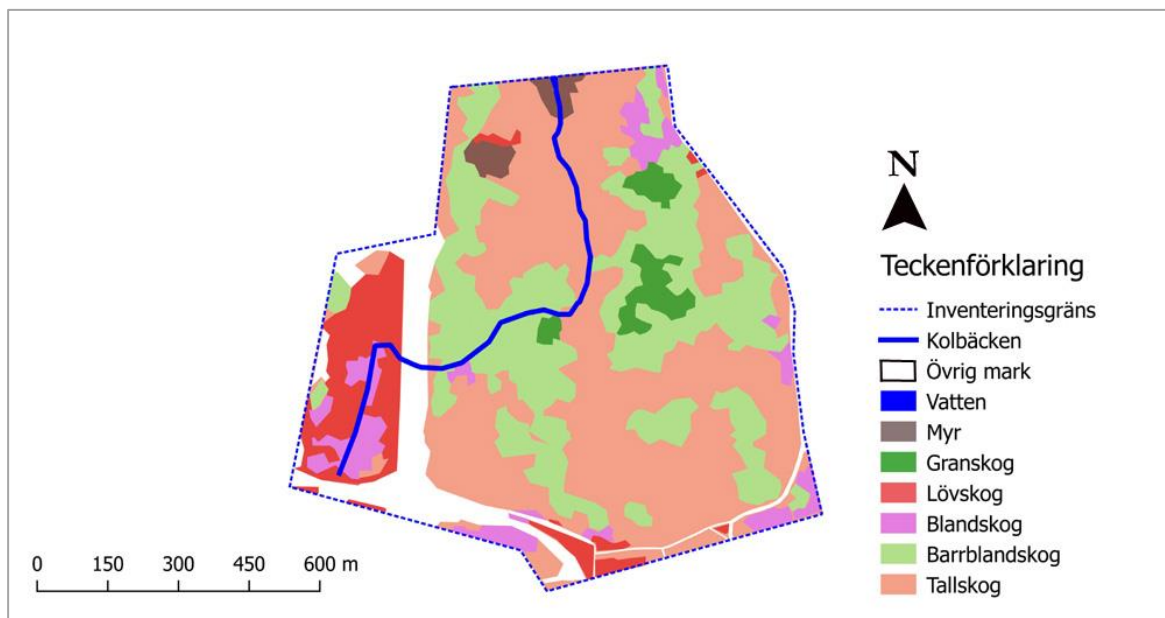 N
Teckenförklaring
Inventeringsgräns
Kolbäcken
Övrig mark
Vatten
Myr
Granskog
Lövskog
Blandskog
Barrblandskog
Tallskog
0 150 300 450 600 m